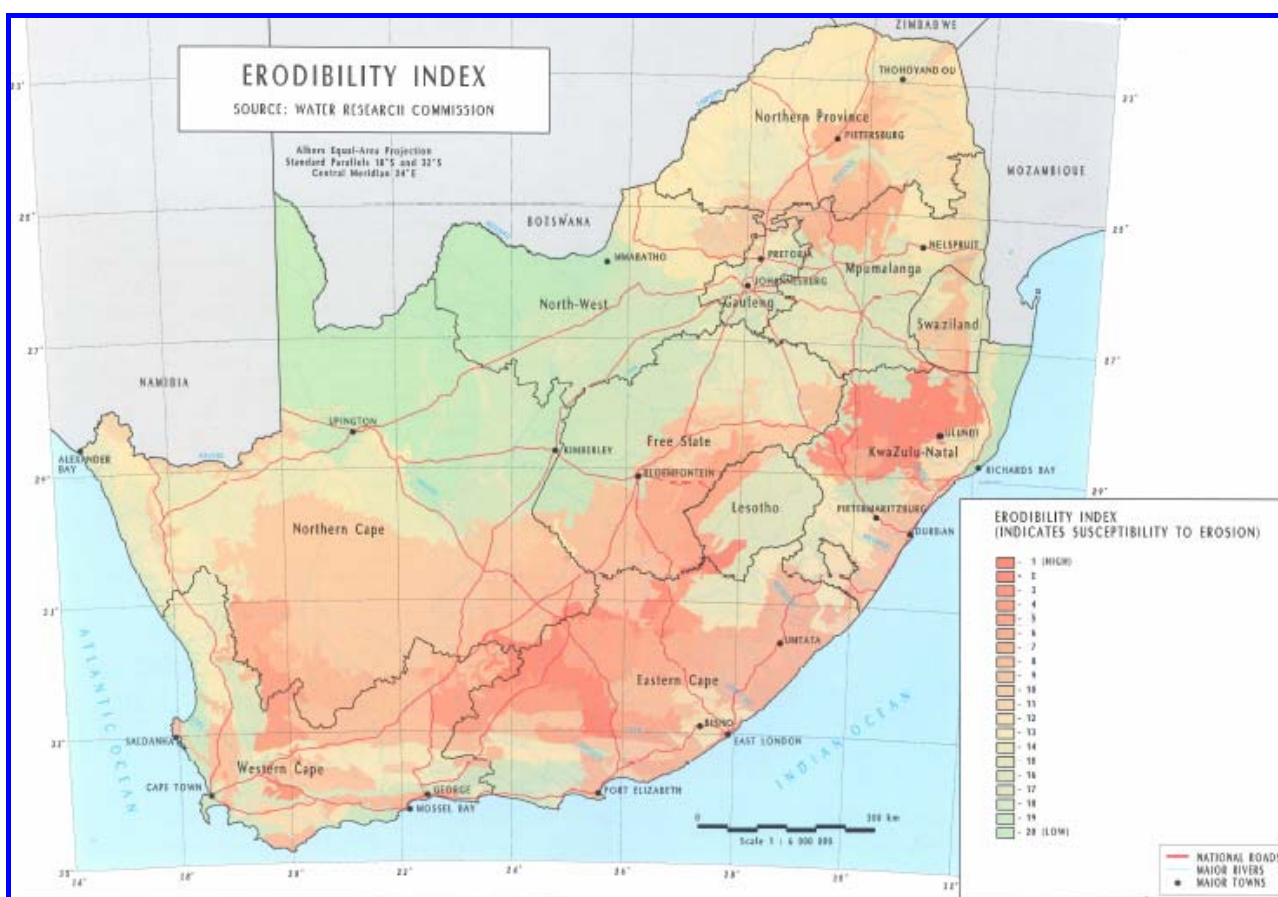 ERODIBILITY INDEX
SOURCE: WATER RESEARCH COMMISSION
Albers Equal-Area Projection
Standard Parallels 18°S and 32°S
Central Meridian 24°E
ZIMBABWE
THOHOYANDOU
Northern Province
PIETERSBURG
MOZAMBIQUE
BOTSWANA
NELSPRUIT
MMABATHO
PRETORIA
Mpumalanga
JOHANNESBURG
North-West
Gauteng
Swaziland
NAMIBIA
UPINGTON
ULUNDI
Free State
KIMBERLEY
KwaZulu-Natal
ALEXANDER
BAY
BLOEMFONTEIN
RICHARDS BAY
Lesotho
PIETERMARITZBURG
Northern Cape
DURBAN
UMTATA
Eastern Cape
BISHO
EAST LONDON
SALDANHA
Western Cape
CAPE TOWN
GEORGE
PORT ELIZABETH
MOSSEL BAY
ATLANTIC OCEAN
INDIAN OCEAN
0 300 km
Scale 1 : 6 000 000
ERODIBILITY INDEX
(INDICATES SUSCEPTIBILITY TO EROSION)
- 1 (HIGH)
- 3
- 4
- 5
- 6
- 7
- 8
- 9
- 10
- 11
- 12
- 13
- 14
- 16
- 17
- 18
- 19
- 20 (LOW)
NATIONAL ROADS
MAJOR RIVERS
MAJOR TOWNS